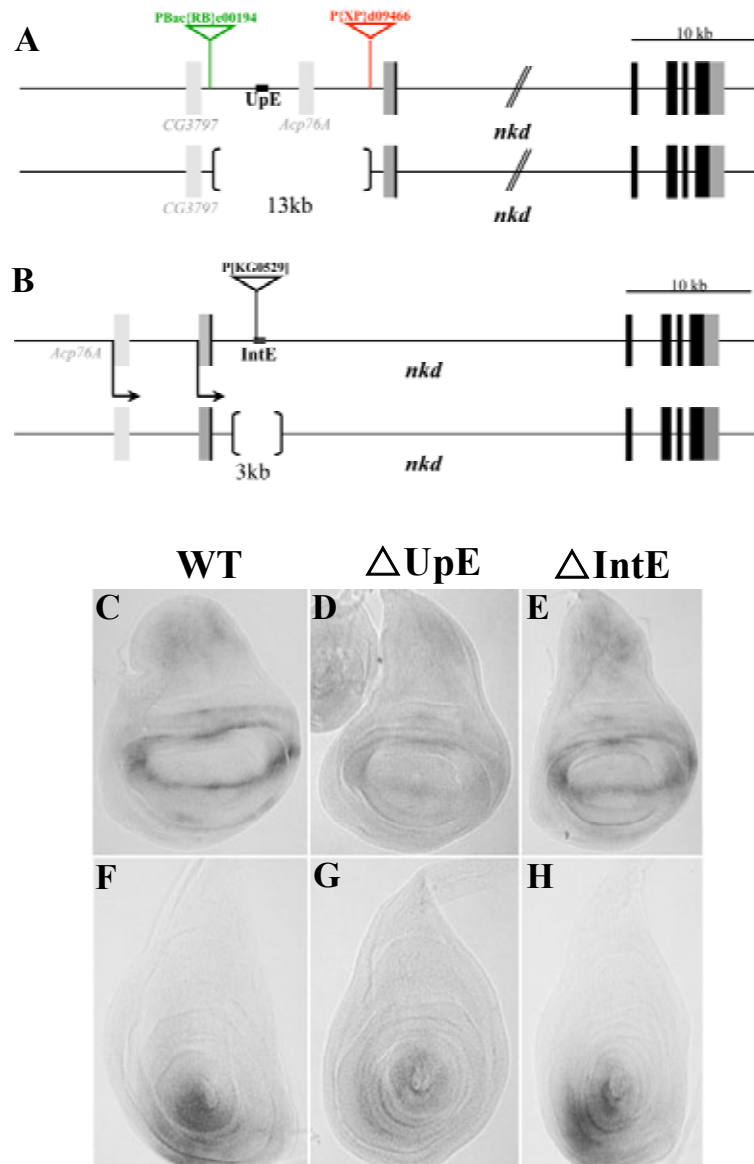 PBac{RB}e00194 P{XP}d09466
A
10 kb
UpE
CG3797 Acp76A
nkd
CG3797
13kb
nkd
B
P[KG0529]
10 kb
Acp76A
IntE
nkd
3kb
nkd
WT △UpE △IntE
C D E
F G H